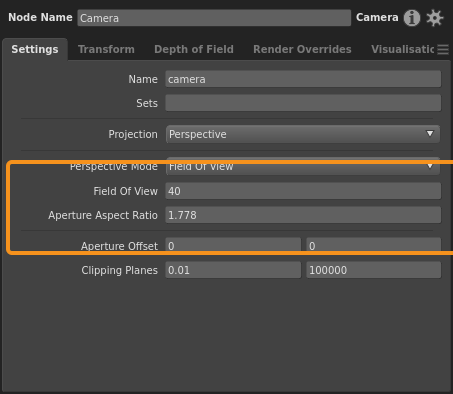 Node Name Camera Camera
Settings Transform Depth of Field Render Overrides Visualisatic
Name camera
Sets
Projection Perspective
Perspective Mode Field Of View
Field Of View 40
Aperture Aspect Ratio 1.778
Aperture Offset 0 0
Clipping Planes 0.01 100000